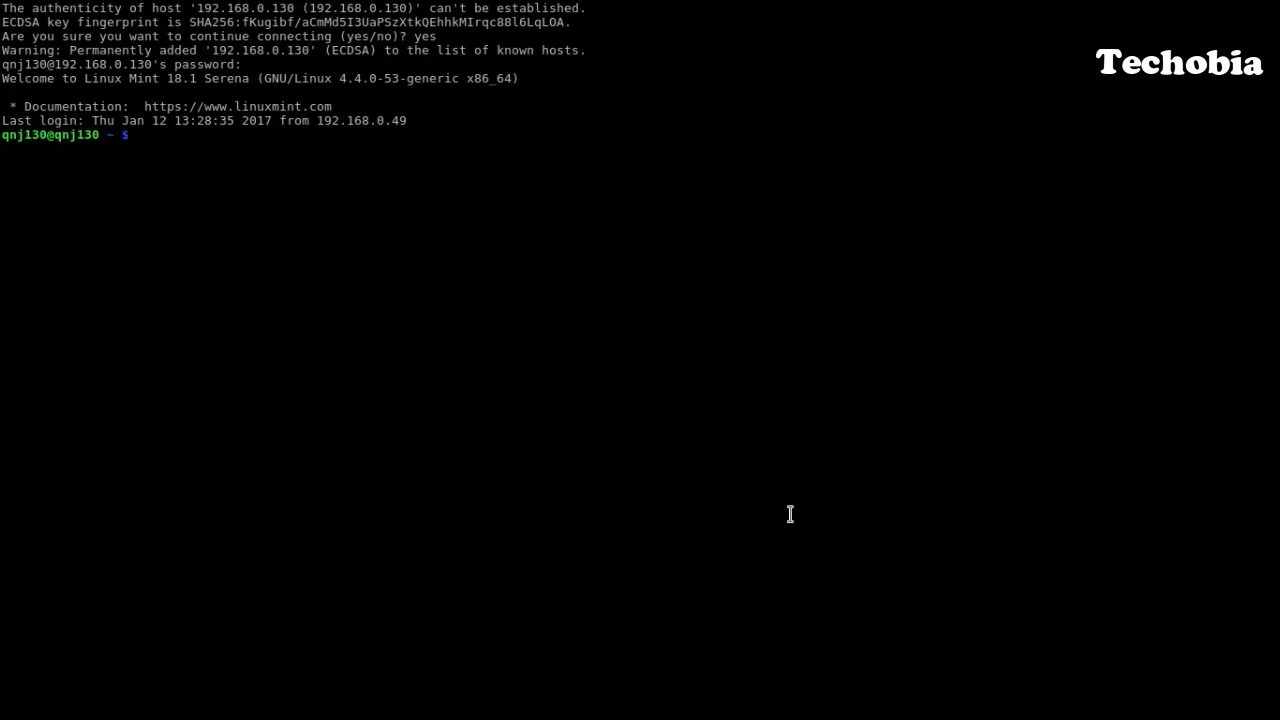 The authenticity of host '192.168.0.130 (192.168.0.130)' can't be established.
ECDSA key fingerprint is SHA256:fKugibf/aCmMd5I3UaPSzXtkQEhhkMIrqc88l6LqLOA.
Are you sure you want to continue connecting (yes/no)? yes
Warning: Permanently added '192.168.0.130' (ECDSA) to the list of known hosts.
qnj130@192.168.0.130's password:
Welcome to Linux Mint 18.1 Serena (GNU/Linux 4.4.0-53-generic x86_64)
* Documentation:  https://www.linuxmint.com
Last login: Thu Jan 12 13:28:35 2017 from 192.168.0.49
qnj130@qnj130 ~ $
Techobia